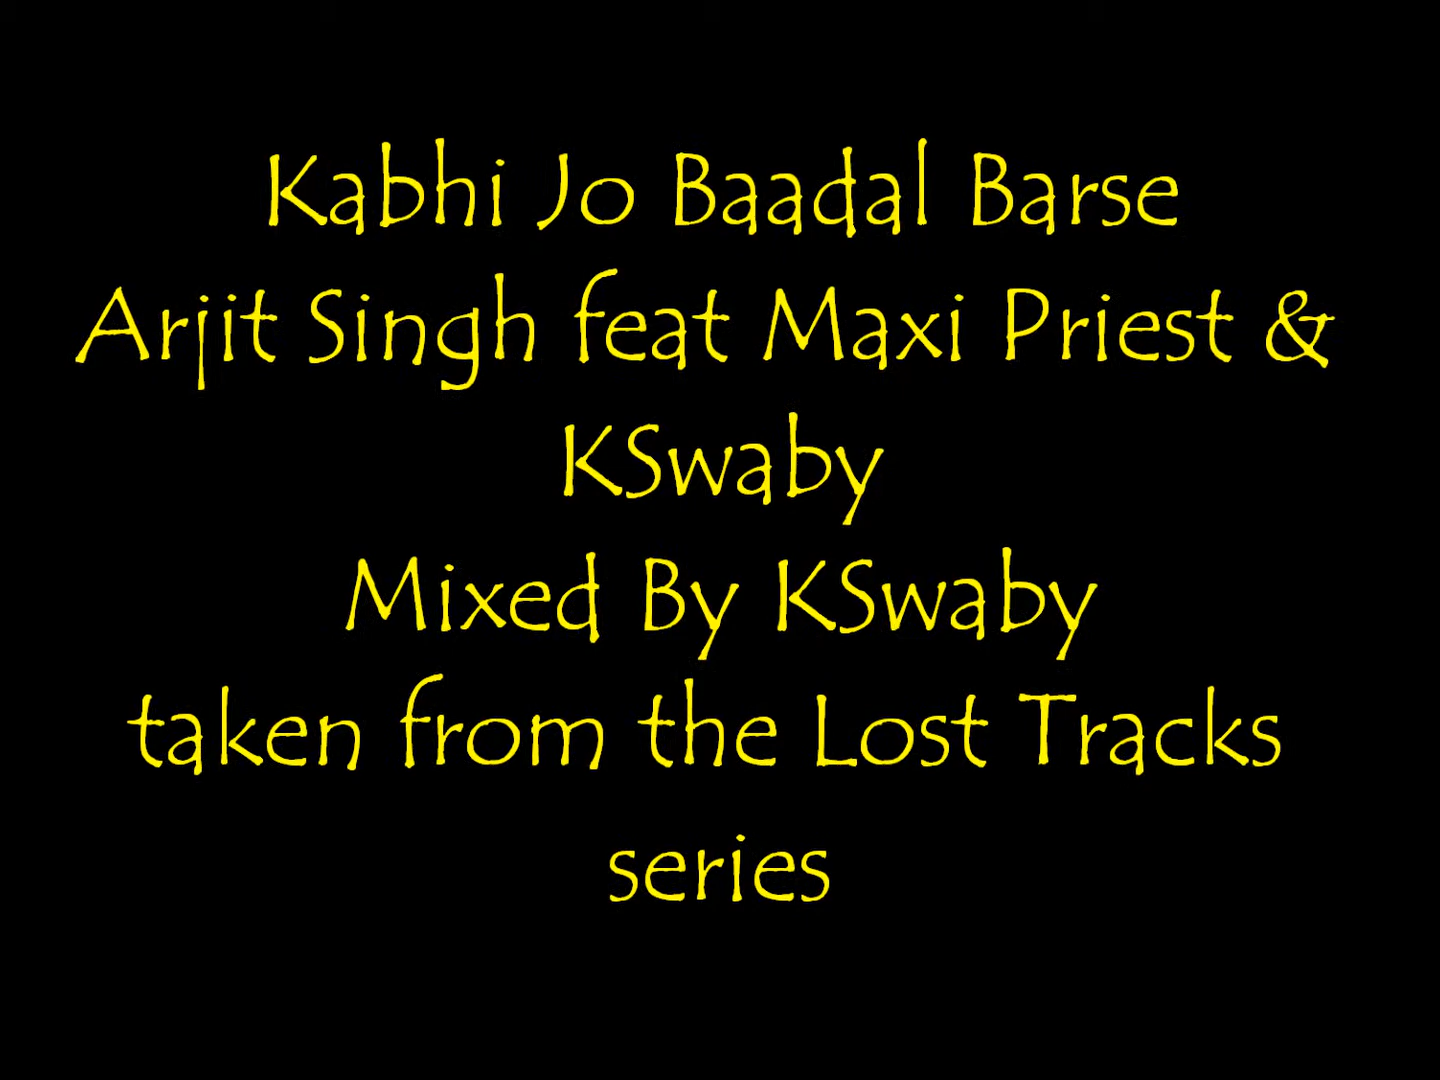 Kabhi Jo Baadal Barse
Arjit Singh feat Maxi Priest &
KSwaby
Mixed By KSwaby
taken from the Lost Tracks
series